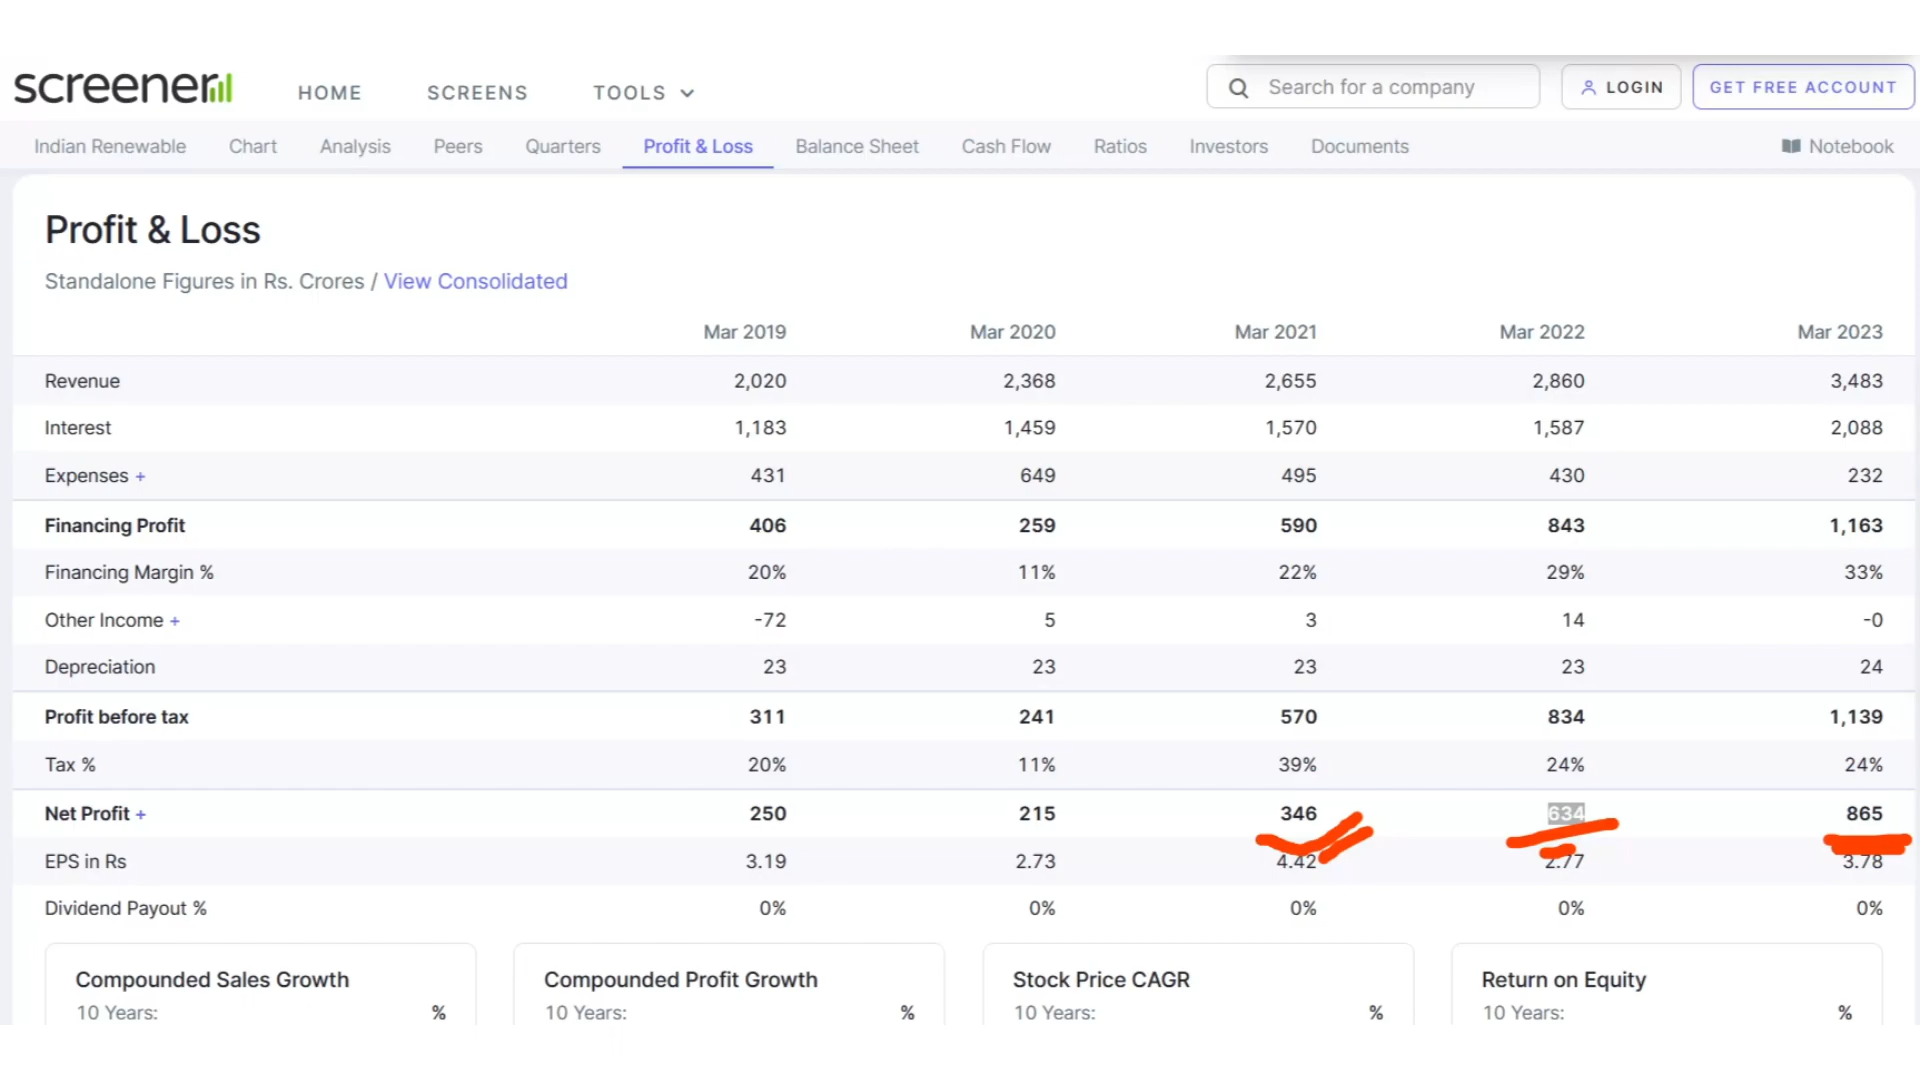 screener
HOME SCREENS TOOLS
Search for a company
LOGIN
GET FREE ACCOUNT
Indian Renewable Chart Analysis Peers Quarters Profit & Loss Balance Sheet Cash Flow Ratios Investors Documents Notebook
Profit & Loss
Standalone Figures in Rs. Crores / View Consolidated
Mar 2019 Mar 2020 Mar 2021 Mar 2022 Mar 2023
Revenue 2,020 2,368 2,655 2,860 3,483
Interest 1,183 1,459 1,570 1,587 2,088
Expenses + 431 649 495 430 232
Financing Profit 406 259 590 843 1,163
Financing Margin % 20% 11% 22% 29% 33%
Other Income + -72 5 3 14 -0
Depreciation 23 23 23 23 24
Profit before tax 311 241 570 834 1,139
Tax % 20% 11% 39% 24% 24%
Net Profit + 250 215 346 634 865
EPS in Rs 3.19 2.73 4.42 2.77 3.78
Dividend Payout % 0% 0% 0% 0% 0%
Compounded Sales Growth
10 Years: %
Compounded Profit Growth
10 Years: %
Stock Price CAGR
10 Years: %
Return on Equity
10 Years: %